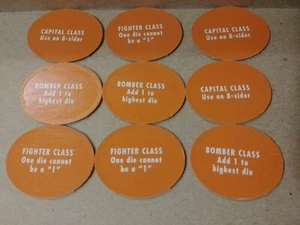 CAPITAL CLASS
Use an 8-sider
FIGHTER CLASS
One die cannot
be a "1"
CAPITAL CLASS
Use an 8-sider
BOMBER CLASS
Add 1 to
highest die
BOMBER CLASS
Add 1 to
highest die
CAPITAL CLASS
Use an 8-sider
FIGHTER CLASS
One die cannot
be a "1"
FIGHTER CLASS
One die cannot
be a "1"
BOMBER CLASS
Add 1 to
highest die